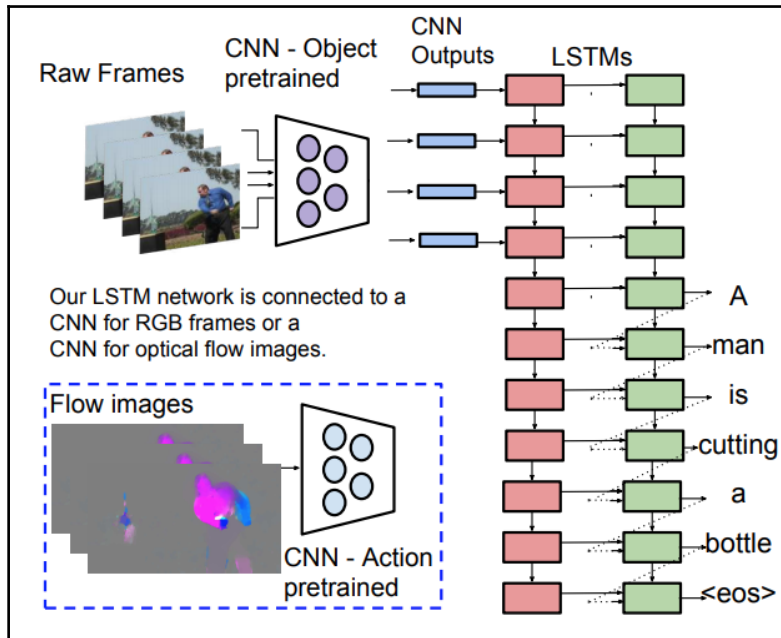 Raw Frames
CNN - Object
pretrained
CNN
Outputs
LSTMs
Our LSTM network is connected to a
CNN for RGB frames or a
CNN for optical flow images.
Flow images
CNN - Action
pretrained
A
man
is
cutting
a
bottle
<eos>